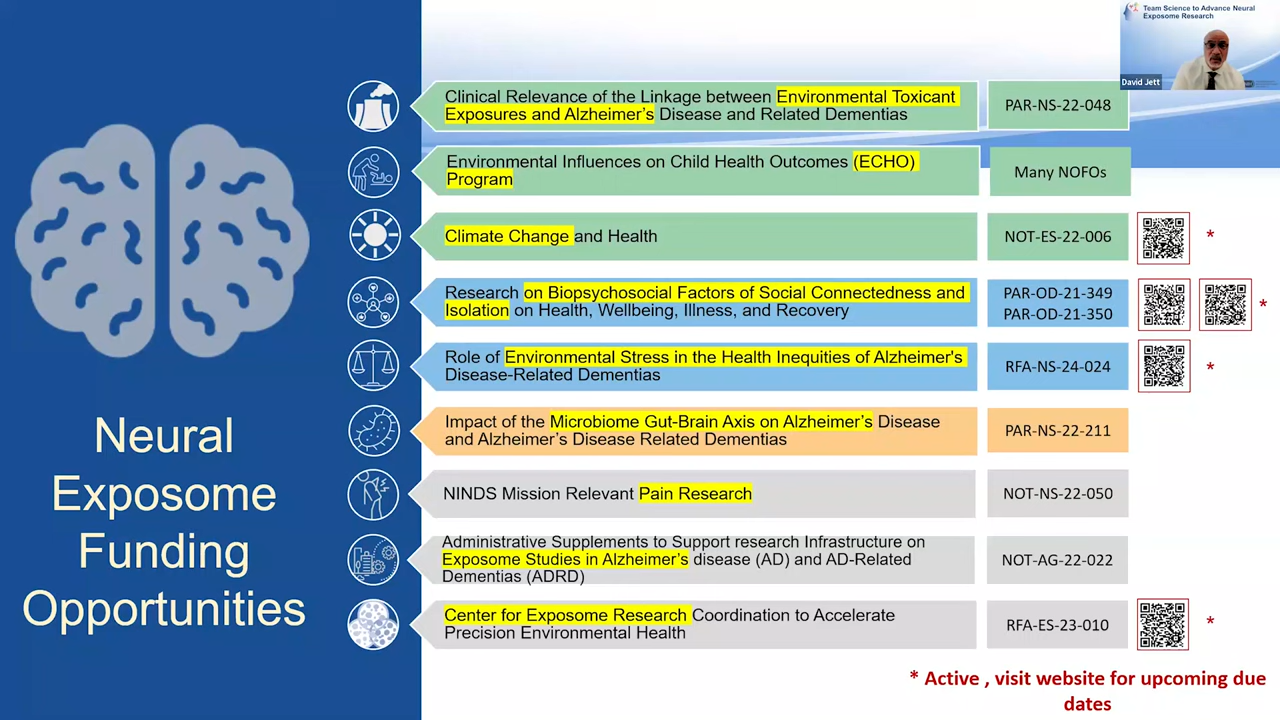 Team Science to Advance Neural
Exposome Research
David Jett
Neural
Exposome
Funding
Opportunities
Clinical Relevance of the Linkage between Environmental Toxicant
Exposures and Alzheimer's Disease and Related Dementias
PAR-NS-22-048
Environmental Influences on Child Health Outcomes (ECHO)
Program
Many NOFOs
Climate Change and Health
NOT-ES-22-006
*
Research on Biopsychosocial Factors of Social Connectedness and
Isolation on Health, Wellbeing, Illness, and Recovery
PAR-OD-21-349
PAR-OD-21-350
*
Role of Environmental Stress in the Health Inequities of Alzheimer's
Disease-Related Dementias
RFA-NS-24-024
*
Impact of the Microbiome Gut-Brain Axis on Alzheimer's Disease
and Alzheimer's Disease Related Dementias
PAR-NS-22-211
NINDS Mission Relevant Pain Research
NOT-NS-22-050
Administrative Supplements to Support research Infrastructure on
Exposome Studies in Alzheimer's disease (AD) and AD-Related
Dementias (ADRD)
NOT-AG-22-022
Center for Exposome Research Coordination to Accelerate
Precision Environmental Health
RFA-ES-23-010
*
* Active , visit website for upcoming due
dates